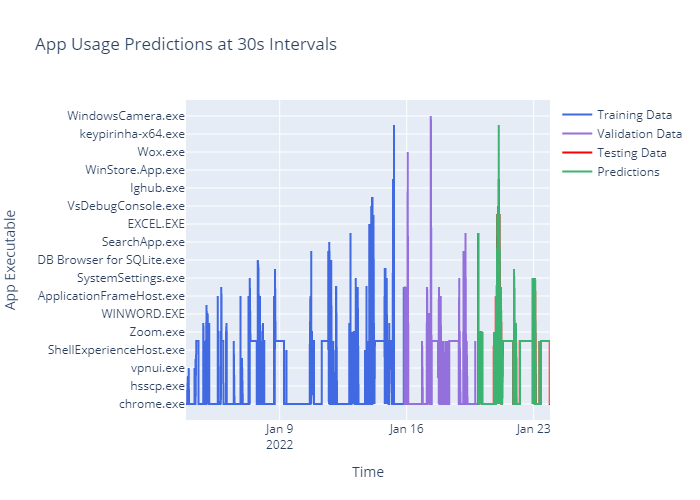 App Usage Predictions at 30s Intervals
WindowsCamera.exe
keypirinha-x64.exe
Wox.exe
WinStore.App.exe
lghub.exe
VsDebugConsole.exe
EXCEL.EXE
SearchApp.exe
DB Browser for SQLite.exe
SystemSettings.exe
ApplicationFrameHost.exe
WINWORD.EXE
Zoom.exe
ShellExperienceHost.exe
vpnui.exe
hsscp.exe
chrome.exe
App Executable
Jan 9
2022
Jan 16
Jan 23
Time
Training Data
Validation Data
Testing Data
Predictions